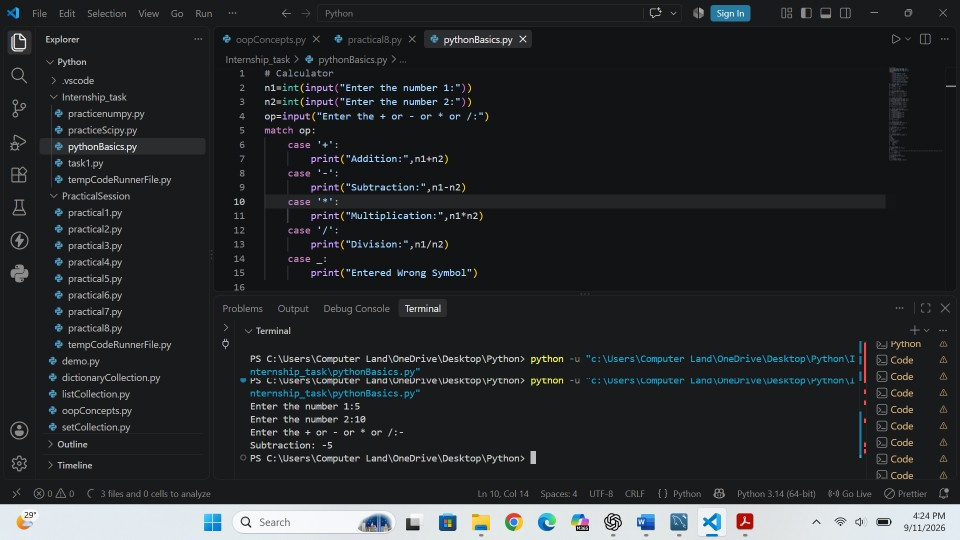 File Edit Selection View Go Run ... Python Sign In
Explorer ...
Python
.vscode
Internship_task
practicenumpy.py
practiceScipy.py
pythonBasics.py
task1.py
tempCodeRunnerFile.py
PracticalSession
practical1.py
practical2.py
practical3.py
practical4.py
practical5.py
practical6.py
practical7.py
practical8.py
tempCodeRunnerFile.py
demo.py
dictionaryCollection.py
listCollection.py
oopConcepts.py
setCollection.py
Outline
Timeline
oopConcepts.py practical8.py pythonBasics.py
Internship_task > pythonBasics.py > ...
1 # Calculator
2 n1=int(input("Enter the number 1:"))
3 n2=int(input("Enter the number 2:"))
4 op=input("Enter the + or - or * or /:")
5 match op:
6 case '+':
7 print("Addition:",n1+n2)
8 case '-':
9 print("Subtraction:",n1-n2)
10 case '*':
11 print("Multiplication:",n1*n2)
12 case '/':
13 print("Division:",n1/n2)
14 case _:
15 print("Entered Wrong Symbol")
16
Problems Output Debug Console Terminal
Terminal
PS C:\Users\Computer Land\OneDrive\Desktop\Python> python -u "c:\Users\Computer Land\OneDrive\Desktop\Python\I
nternship_task\pythonBasics.py"
PS C:\Users\Computer Land\OneDrive\Desktop\Python> python -u "c:\Users\Computer Land\OneDrive\Desktop\Python\I
nternship_task\pythonBasics.py"
Enter the number 1:5
Enter the number 2:10
Enter the + or - or * or /:-
Subtraction: -5
PS C:\Users\Computer Land\OneDrive\Desktop\Python>
Python
Code
Code
Code
Code
Code
Code
Code
Code
0 0 3 files and 0 cells to analyze Ln 10, Col 14 Spaces: 4 UTF-8 CRLF { } Python Python 3.14 (64-bit) Go Live Prettier
29° Search M365 4:24 PM
9/11/2026